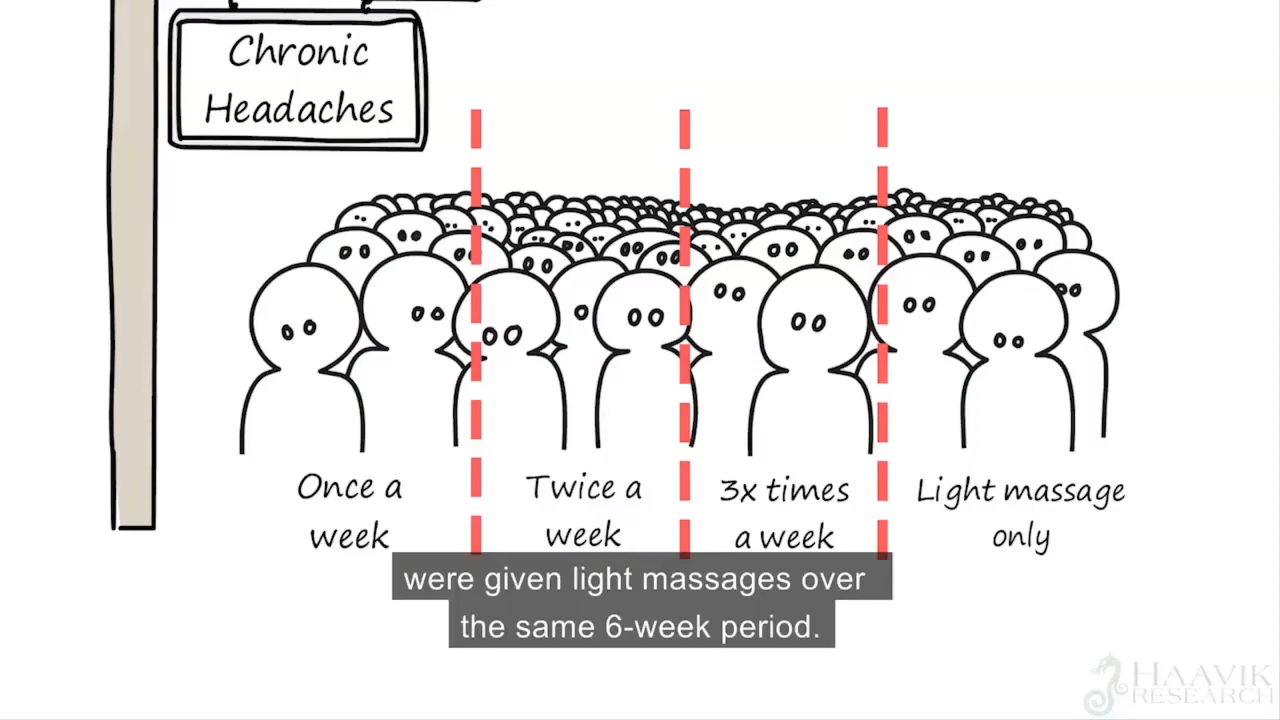 Chronic
Headaches
Once a
week
Twice a
week
3x times
a week
Light massage
only
were given light massages over
the same 6-week period.
HAAVIK
RESEARCH